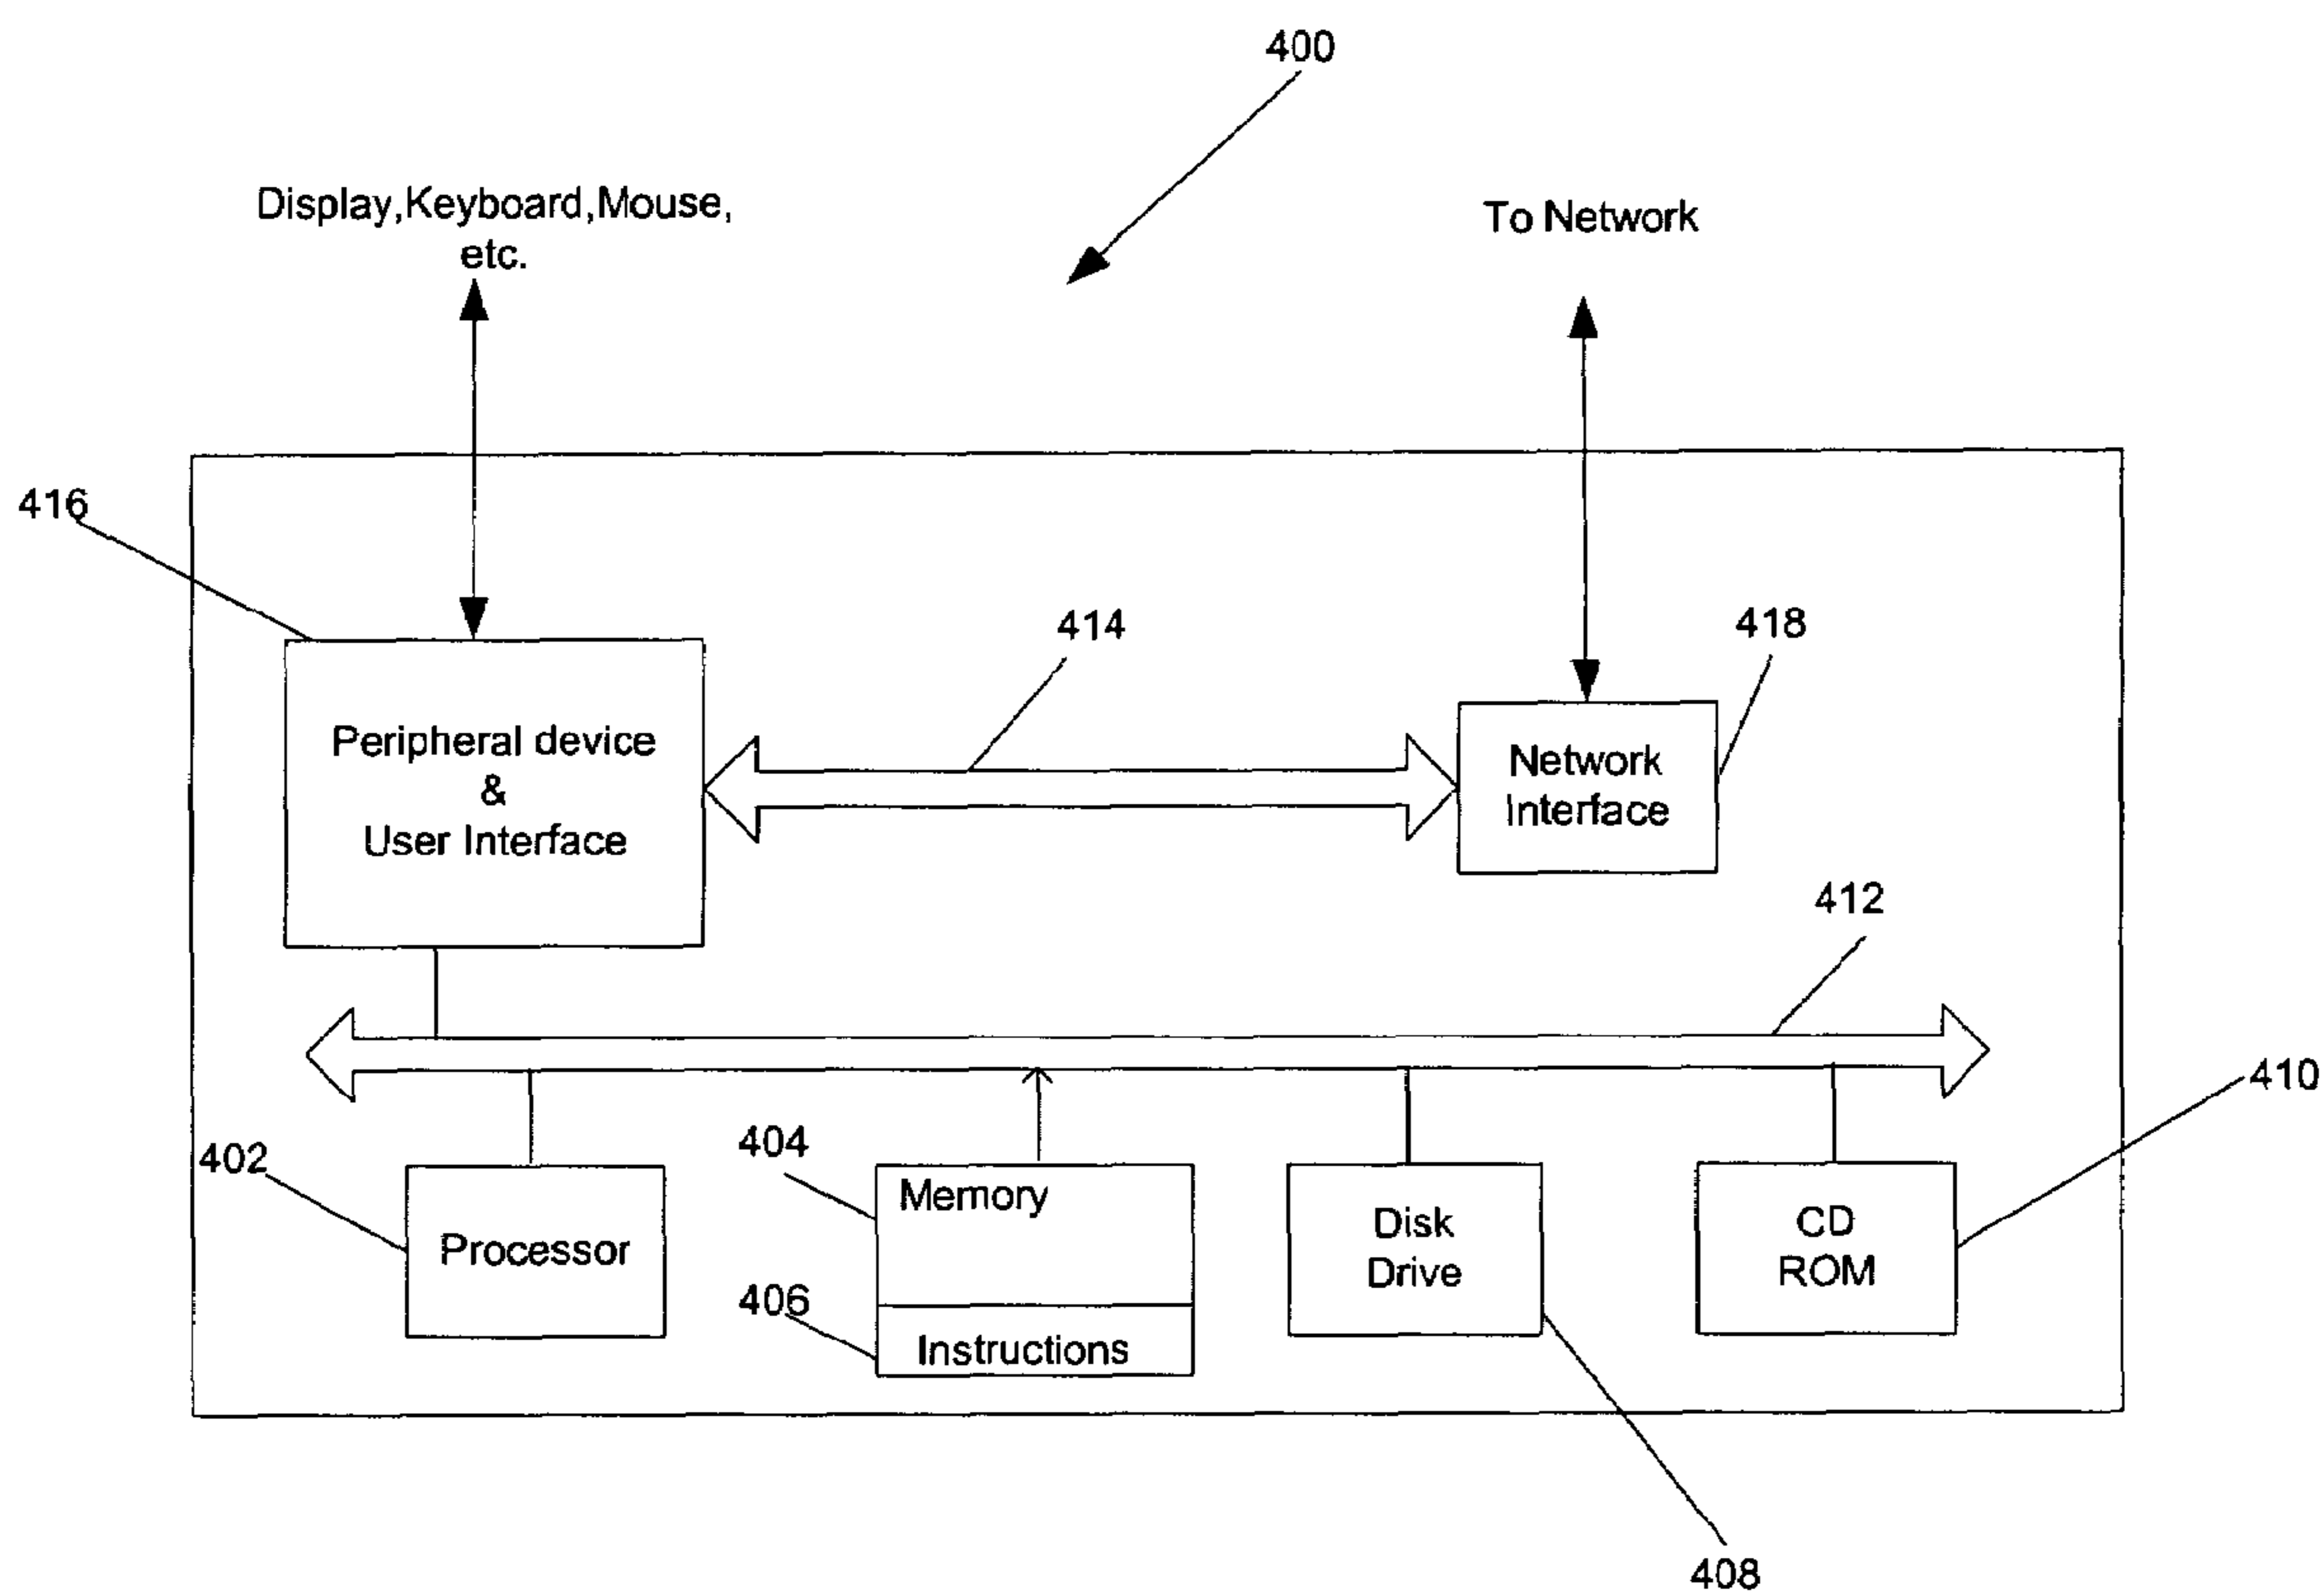 400
Display,Keyboard,Mouse,
etc.
To Network
416
414
418
Peripheral device
&
User Interface
Network
Interface
412
410
402
404
Memory
Processor
Disk
Drive
CD
ROM
406
Instructions
408